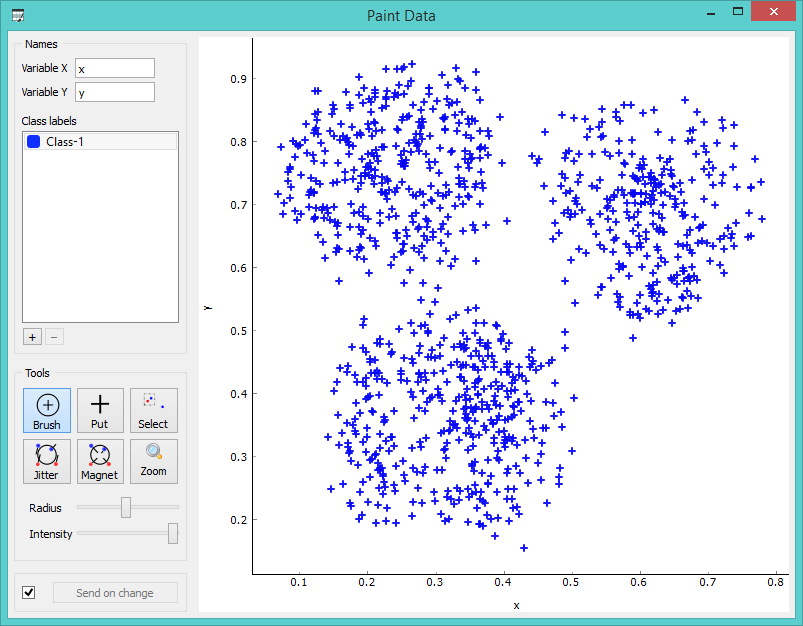 Paint Data
Names
Variable X x
Variable Y y
Class labels
Class-1
+ −
Tools
Brush Put Select
Jitter Magnet Zoom
Radius
Intensity
Send on change
0.9
0.8
0.7
0.6
0.5
0.4
0.3
0.2
y
0.1 0.2 0.3 0.4 0.5 0.6 0.7 0.8
x